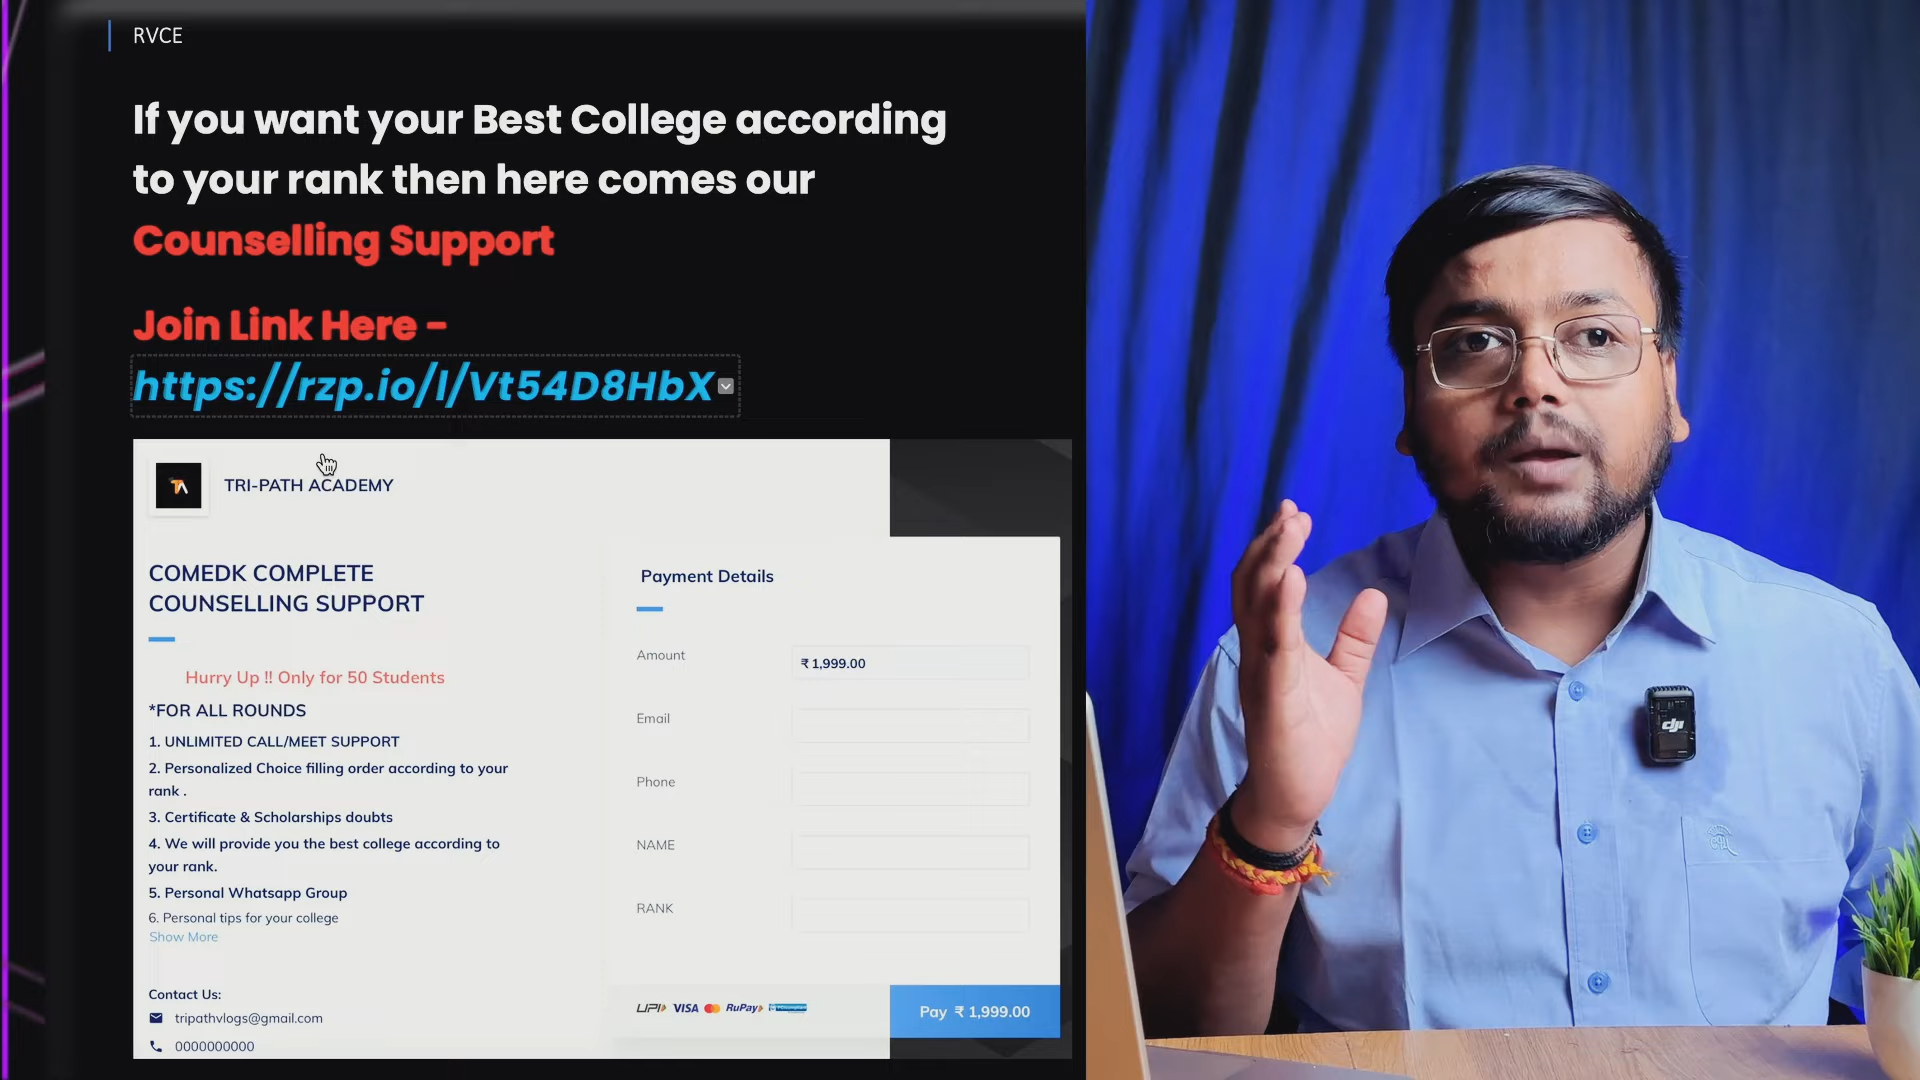 RVCE
If you want your Best College according
to your rank then here comes our
Counselling Support
Join Link Here -
https://rzp.io/l/Vt54D8HbX
TRI-PATH ACADEMY
COMEDK COMPLETE
COUNSELLING SUPPORT
Hurry Up !! Only for 50 Students
*FOR ALL ROUNDS
1. UNLIMITED CALL/MEET SUPPORT
2. Personalized Choice filling order according to your
rank .
3. Certificate & Scholarships doubts
4. We will provide you the best college according to
your rank.
5. Personal Whatsapp Group
6. Personal tips for your college
Show More
Contact Us:
tripathvlogs@gmail.com
0000000000
Payment Details
Amount
₹ 1,999.00
Email
Phone
NAME
RANK
UPI VISA RuPay
Pay ₹ 1,999.00
dji